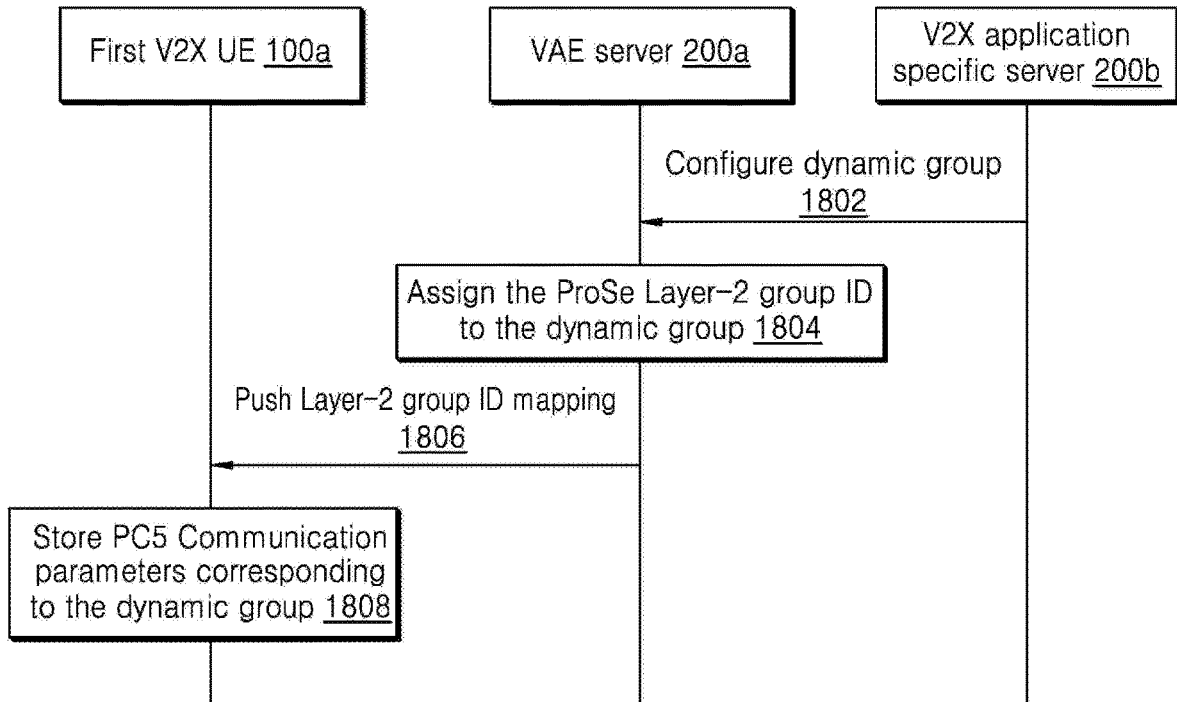 First V2X UE 100a
VAE server 200a
V2X application
specific server 200b
Configure dynamic group
1802
Assign the ProSe Layer-2 group ID
to the dynamic group 1804
Push Layer-2 group ID mapping
1806
Store PC5 Communication
parameters corresponding
to the dynamic group 1808